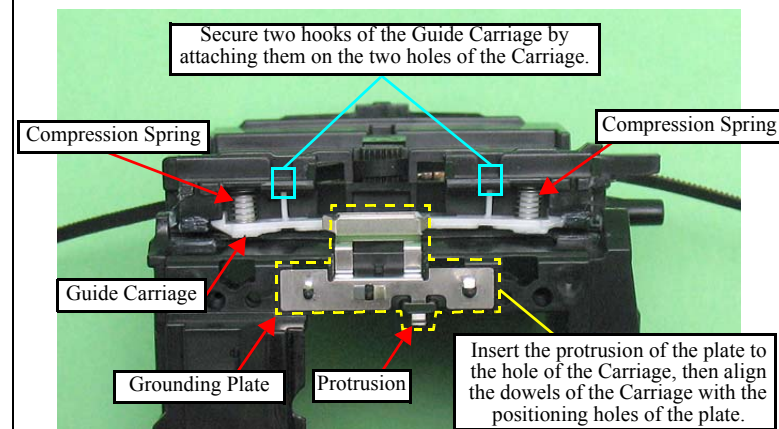 Secure two hooks of the Guide Carriage by
attaching them on the two holes of the Carriage.
Compression Spring
Compression Spring
Guide Carriage
Grounding Plate
Protrusion
Insert the protrusion of the plate to
the hole of the Carriage, then align
the dowels of the Carriage with the
positioning holes of the plate.